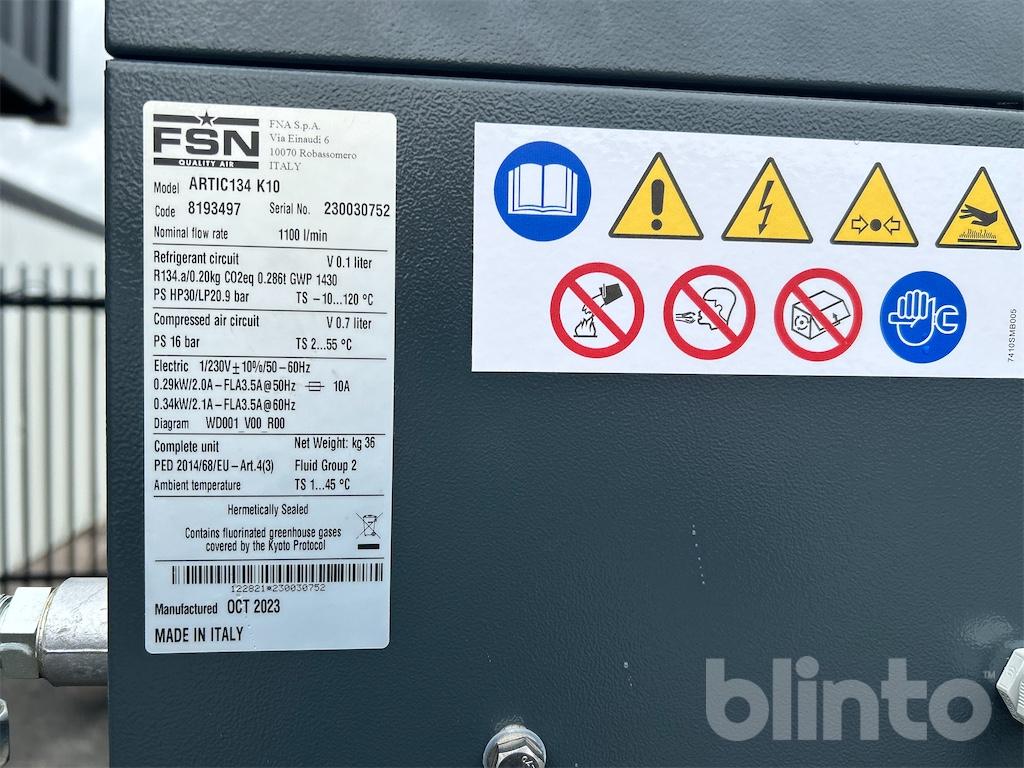 FSN
QUALITY AIR
FNA S.p.A.
Via Einaudi 6
10070 Robassomero
ITALY
Model ARTIC134 K10
Code 8193497 Serial No. 230030752
Nominal flow rate 1100 l/min
Refrigerant circuit V 0.1 liter
R134.a/0.20kg CO2eq 0.286t GWP 1430
PS HP30/LP20.9 bar TS -10...120 °C
Compressed air circuit V 0.7 liter
PS 16 bar TS 2...55 °C
Electric 1/230V±10%/50-60Hz
0.29kW/2.0A-FLA3.5A@50Hz 10A
0.34kW/2.1A-FLA3.5A@60Hz
Diagram WD001_V00_R00
Complete unit Net Weight: kg 36
PED 2014/68/EU-Art.4(3) Fluid Group 2
Ambient temperature TS 1...45 °C
Hermetically Sealed
Contains fluorinated greenhouse gases
covered by the Kyoto Protocol
122821*230030752
Manufactured OCT 2023
MADE IN ITALY
7410SMB005
blinto™